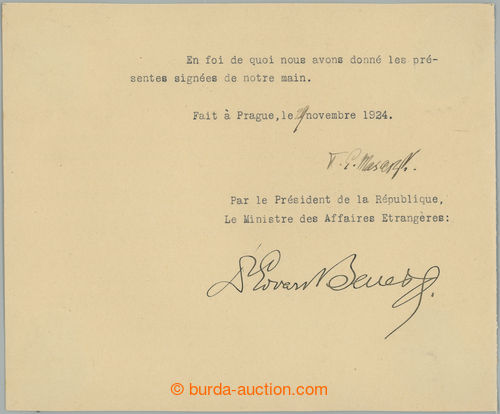 En foi de quoi nous avons donné les pré-
sentes signées de notre main.
Fait à Prague, le 29 novembre 1924.
T. G. Masaryk.
Par le Président de la République,
Le Ministre des Affaires Etrangères:
Dr Edvard Beneš.
© burda-auction.com